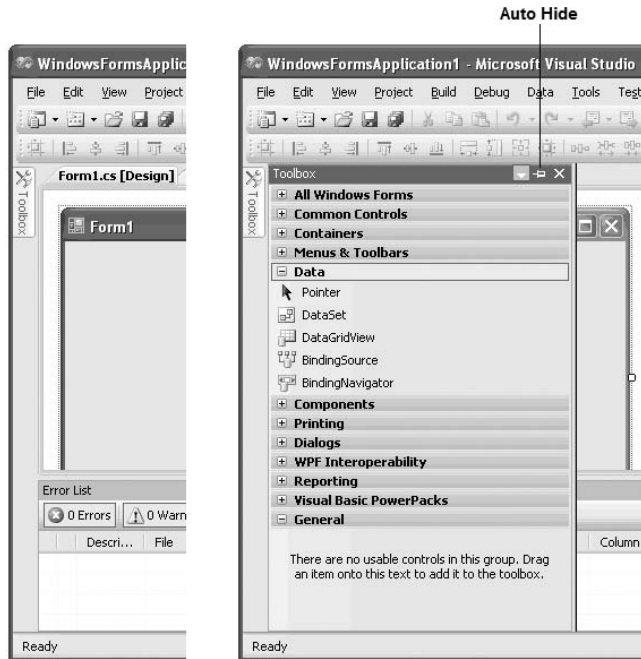 Auto Hide
WindowsFormsApplic
File Edit View Project
Toolbox
Form1.cs [Design]
Form1
Error List
0 Errors 0 Warn
Descri... File
Ready
WindowsFormsApplication1 - Microsoft Visual Studio
File Edit View Project Build Debug Data Tools Test
Toolbox
Toolbox
All Windows Forms
Common Controls
Containers
Menus & Toolbars
Data
Pointer
DataSet
DataGridView
BindingSource
BindingNavigator
Components
Printing
Dialogs
WPF Interoperability
Reporting
Visual Basic PowerPacks
General
There are no usable controls in this group. Drag
an item onto this text to add it to the toolbox.
Column
Ready